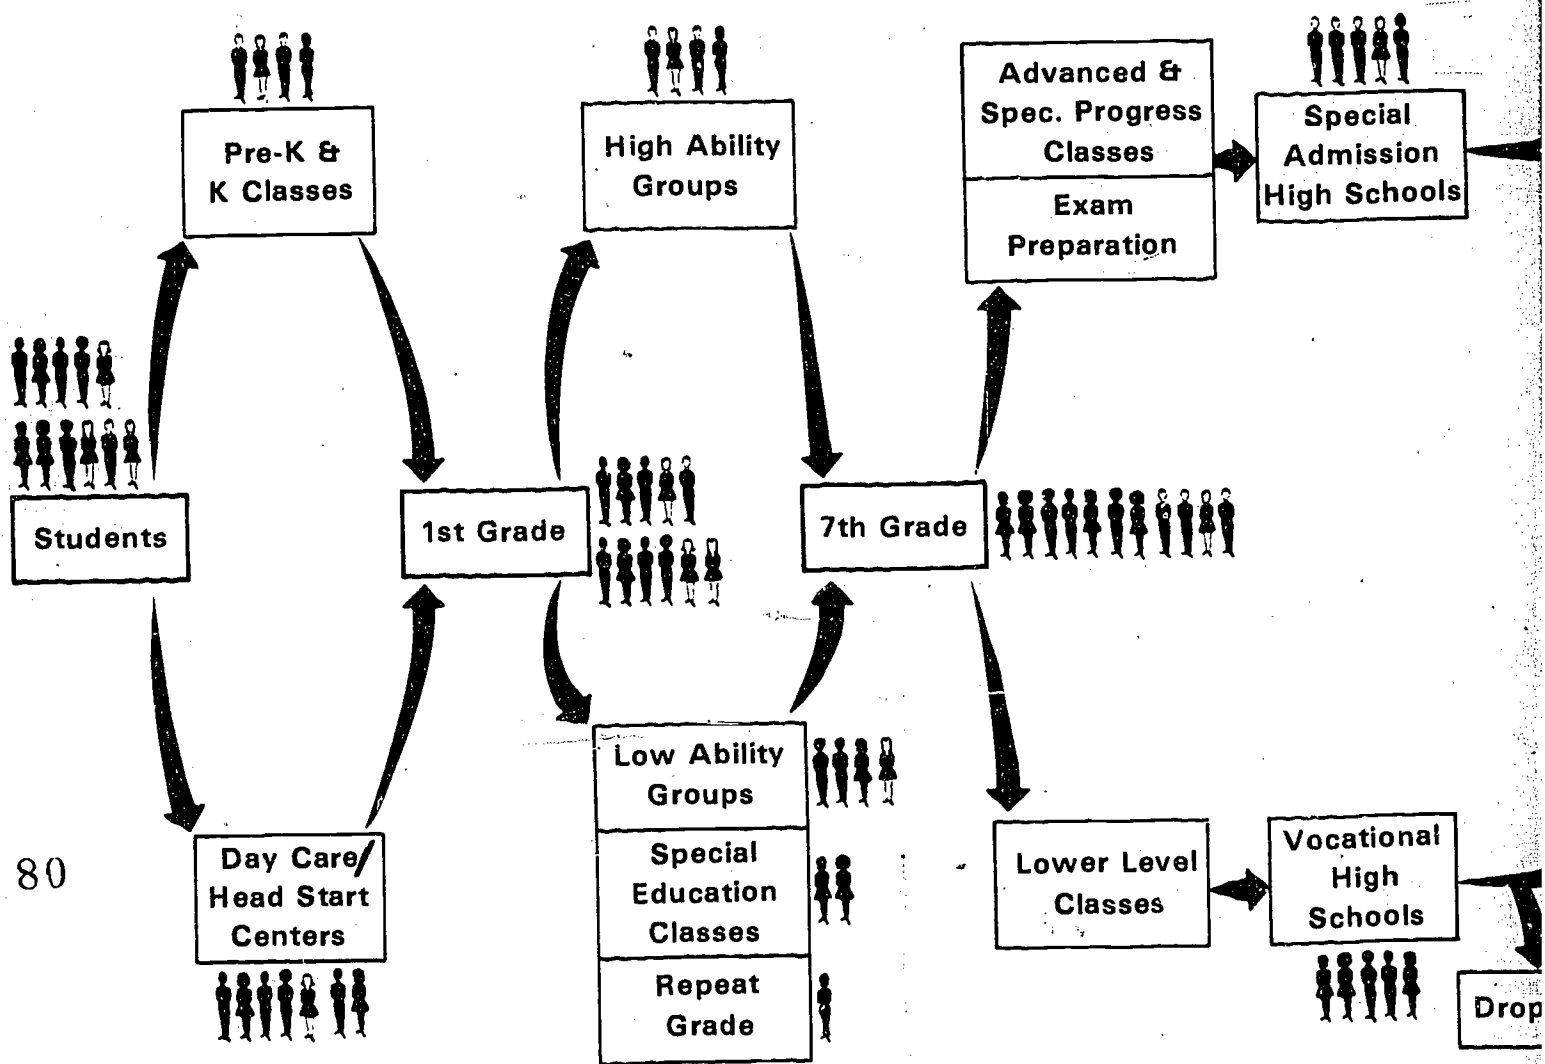 Pre-K &
K Classes
High Ability
Groups
Advanced &
Spec. Progress
Classes
Exam
Preparation
Special
Admission
High Schools
Students
1st Grade
7th Grade
Day Care/
Head Start
Centers
Low Ability
Groups
Special
Education
Classes
Repeat
Grade
Lower Level
Classes
Vocational
High
Schools
Drop
80